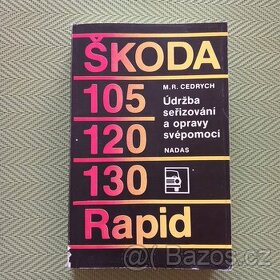 ŠKODA
105
120
130
Rapid
M. R. CEDRYCH
Údržba
seřizování
a opravy
svépomocí
NADAS
Bazoš.cz